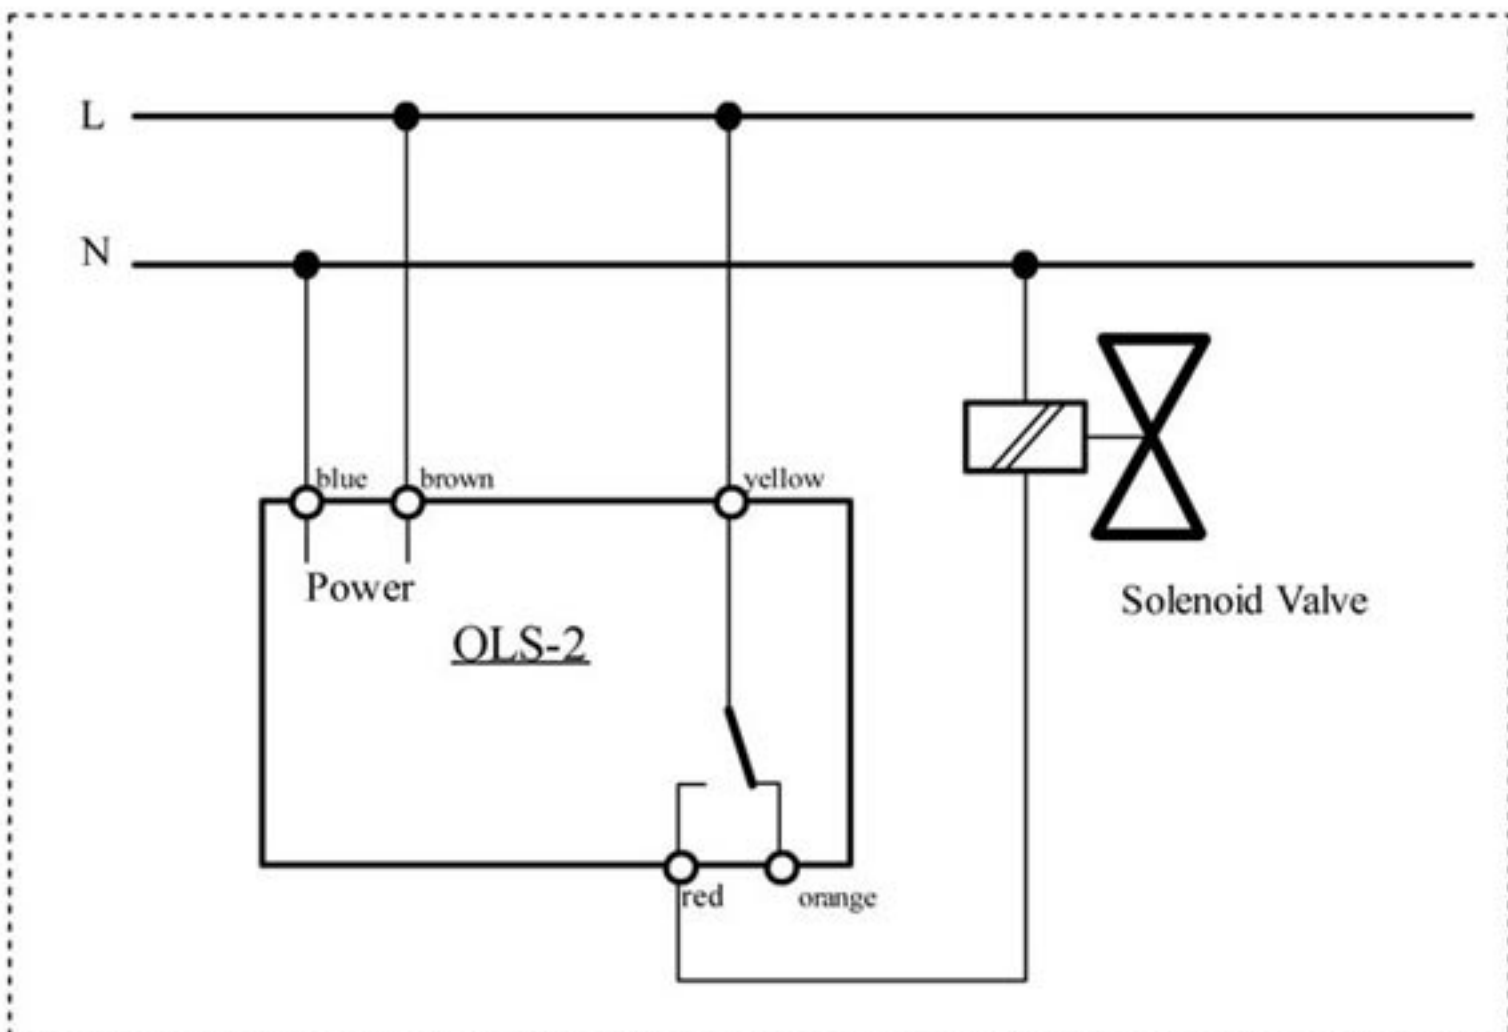 L
N
blue
brown
yellow
Power
OLS-2
Solenoid Valve
red
orange